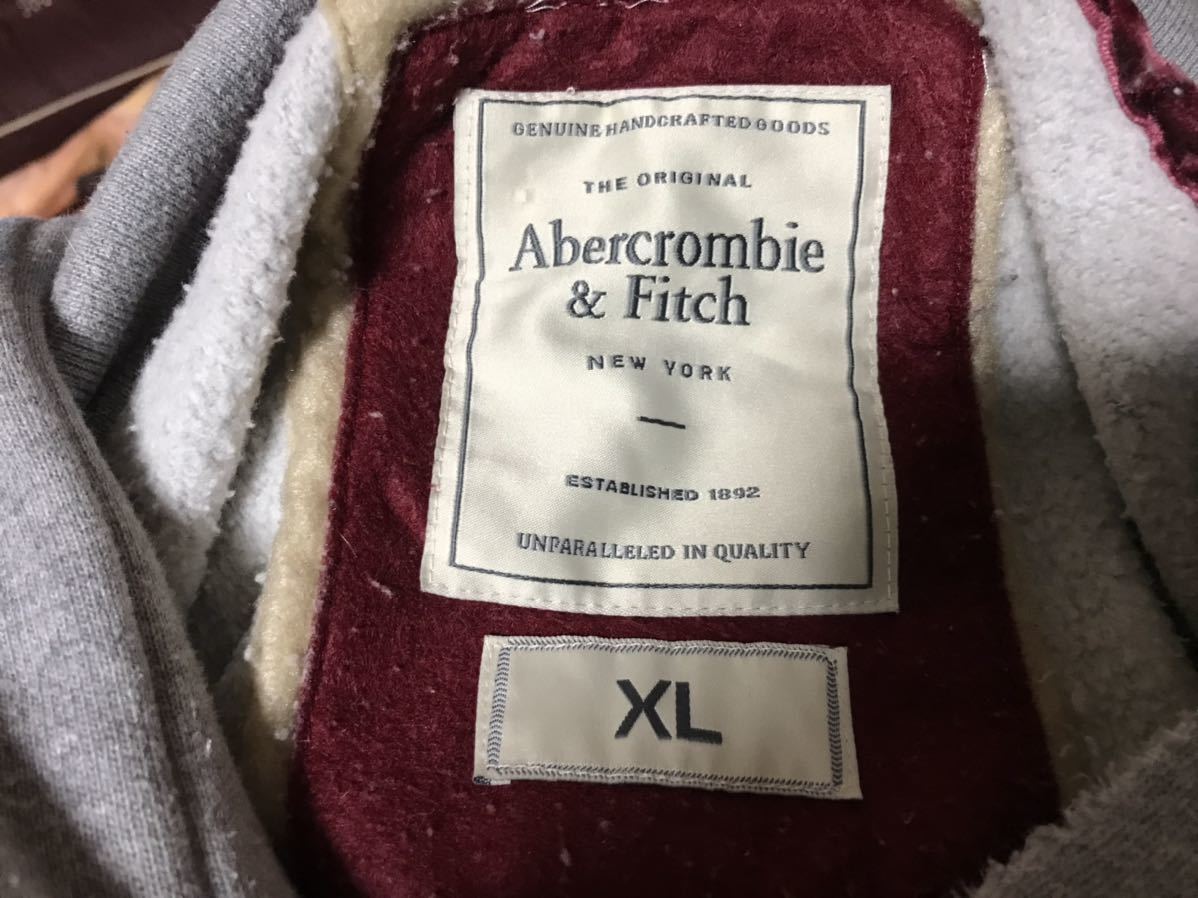 GENUINE HANDCRAFTED GOODS
THE ORIGINAL
Abercrombie
& Fitch
NEW YORK
ESTABLISHED 1892
UNPARALLELED IN QUALITY
XL